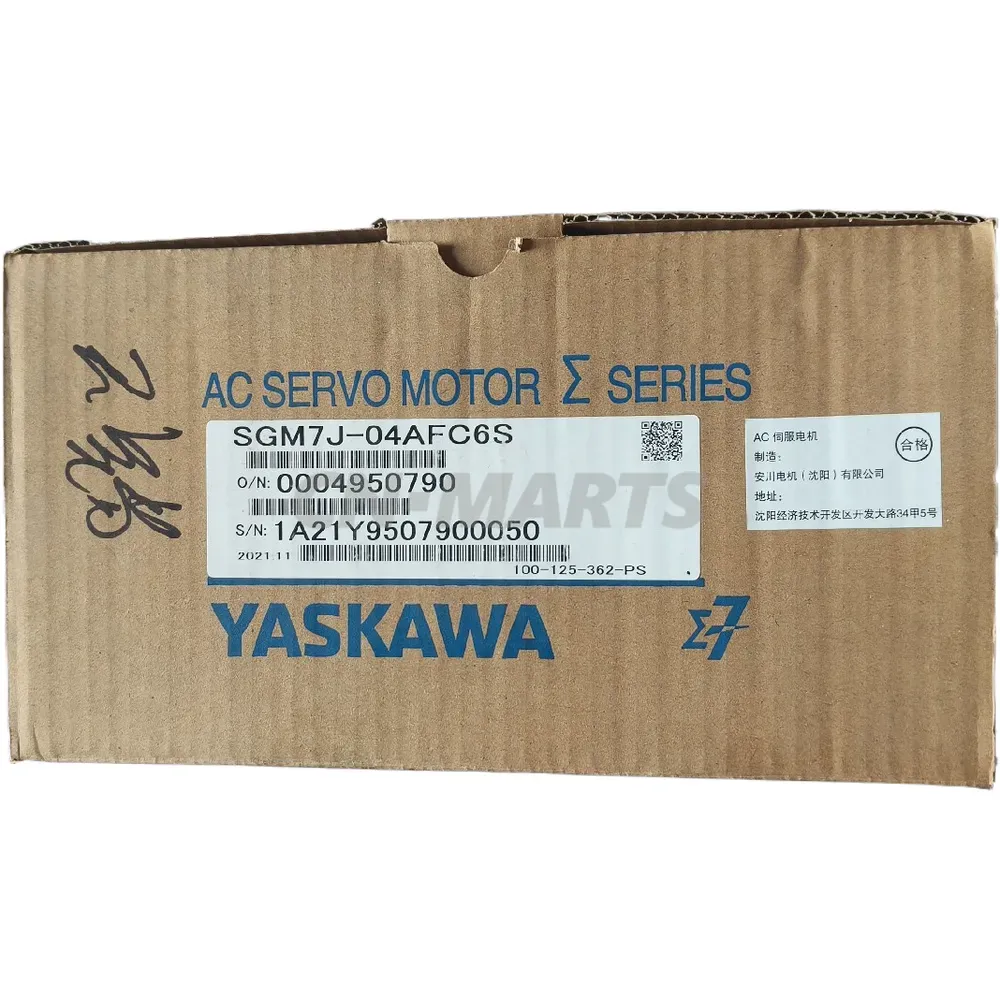 AC SERVO MOTOR Σ SERIES
SGM7J-04AFC6S
O/N: 0004950790
S/N: 1A21Y9507900050
2021.11
100-125-362-PS
YASKAWA
Σ-7
AC 伺服电机
合格
制造:
安川电机(沈阳)有限公司
地址:
沈阳经济技术开发区开发大路34甲5号